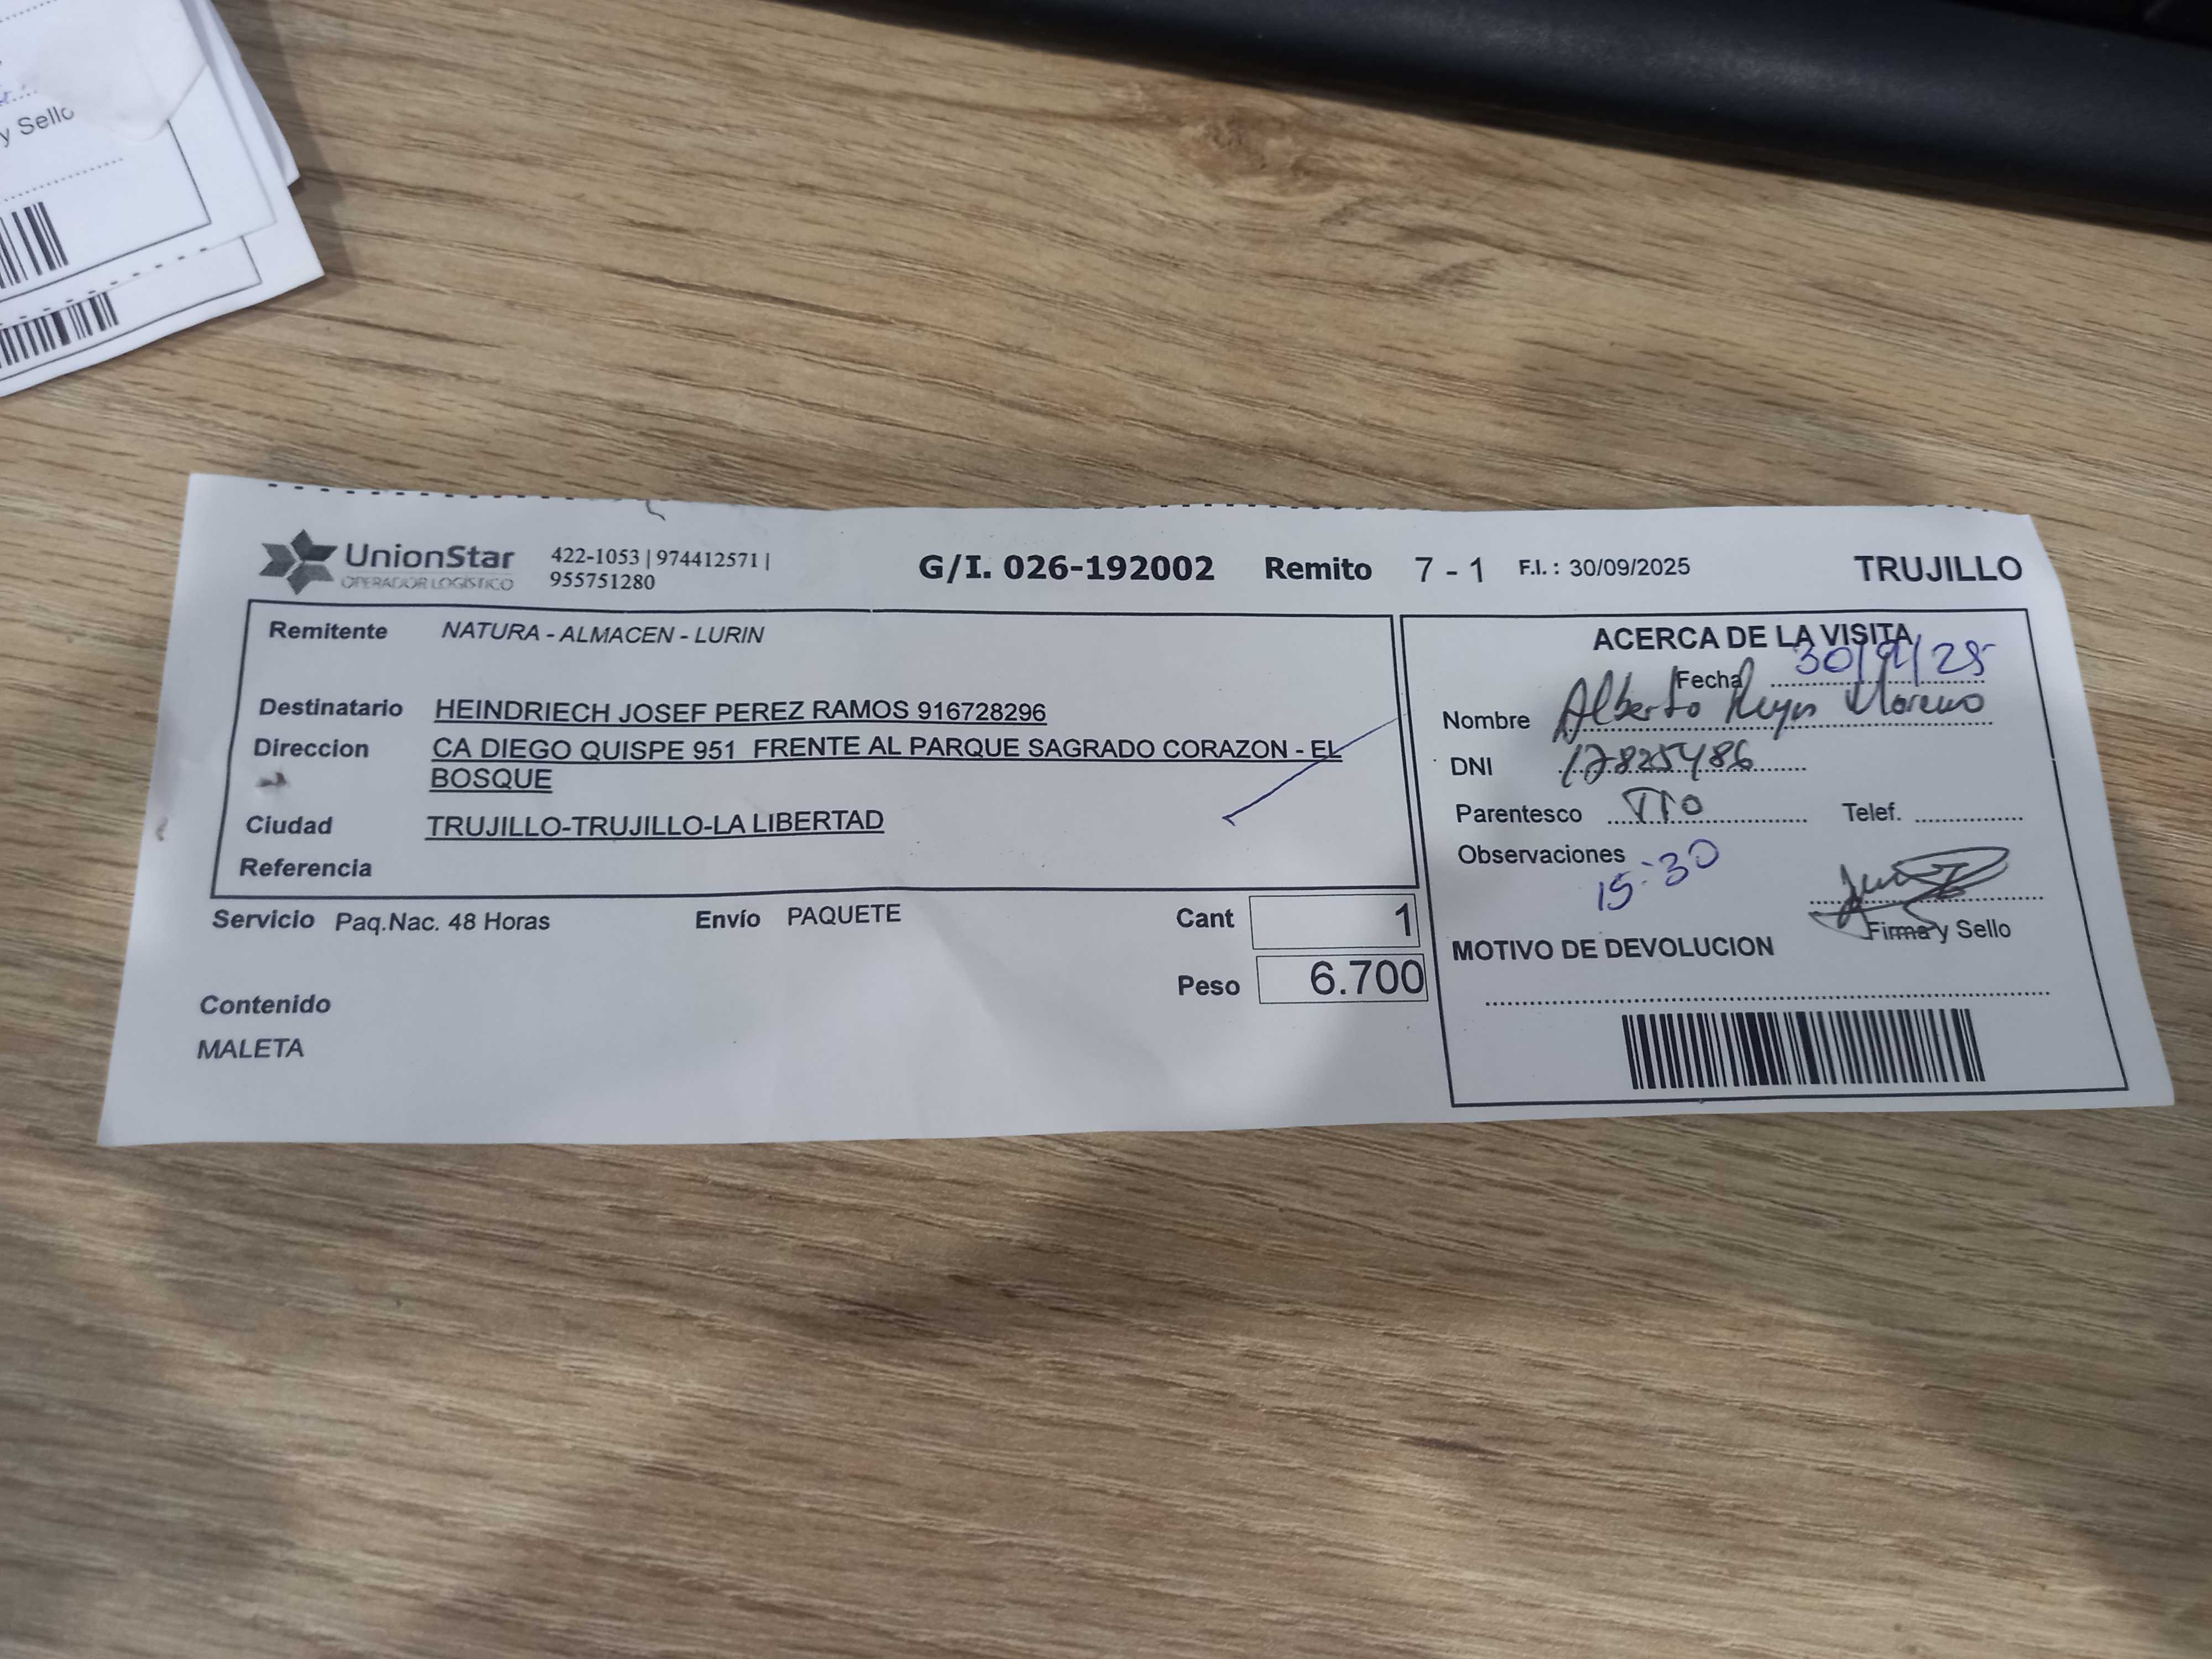 y Sello
UnionStar
OPERADOR LOGÍSTICO
422-1053 | 974412571 |
955751280
G/I. 026-192002 Remito 7 - 1 F.I. : 30/09/2025 TRUJILLO
Remitente NATURA - ALMACEN - LURIN
Destinatario HEINDRIECH JOSEF PEREZ RAMOS 916728296
Direccion CA DIEGO QUISPE 951 FRENTE AL PARQUE SAGRADO CORAZON - EL
BOSQUE
Ciudad TRUJILLO-TRUJILLO-LA LIBERTAD
Referencia
Servicio Paq.Nac. 48 Horas Envío PAQUETE Cant 1
Peso 6.700
Contenido
MALETA
ACERCA DE LA VISITA
Fecha 30/9/25
Nombre Alberto Reyes Moreno
DNI 17825486
Parentesco TIO Telef.
Observaciones
15:30
Firma y Sello
MOTIVO DE DEVOLUCION